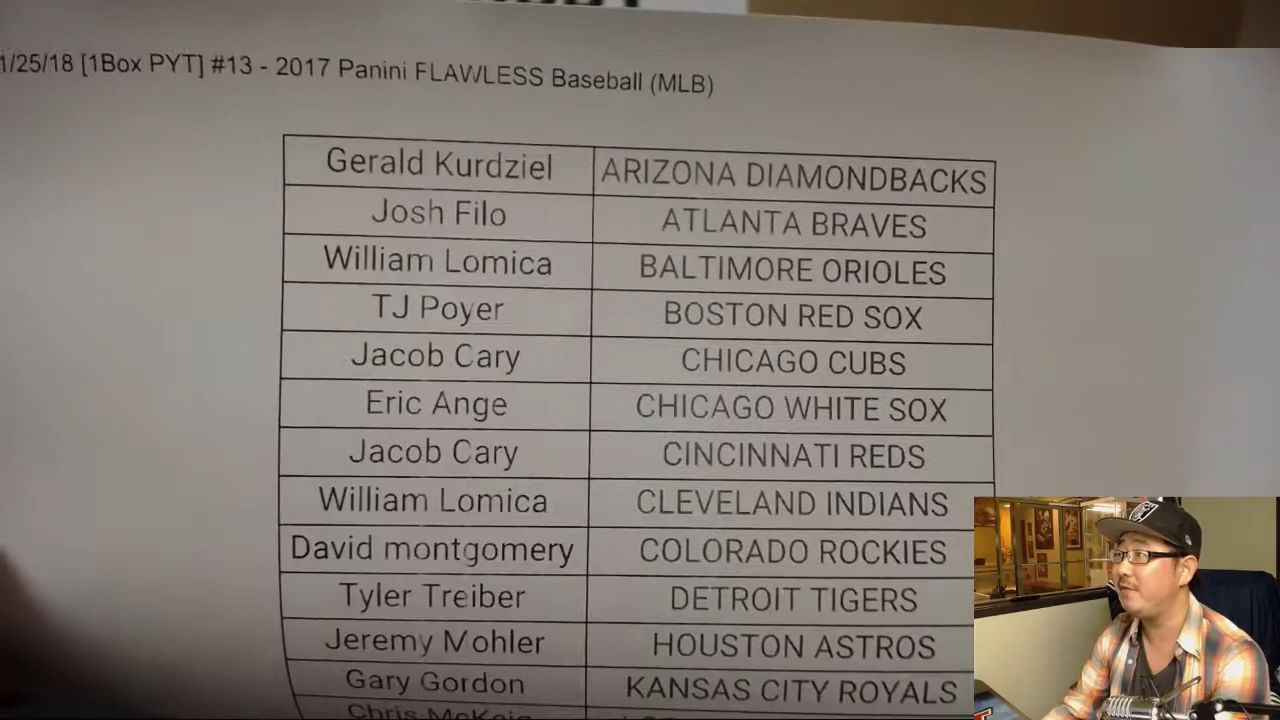 1/25/18 [1Box PYT] #13 - 2017 Panini FLAWLESS Baseball (MLB)
Gerald Kurdziel ARIZONA DIAMONDBACKS
Josh Filo ATLANTA BRAVES
William Lomica BALTIMORE ORIOLES
TJ Poyer BOSTON RED SOX
Jacob Cary CHICAGO CUBS
Eric Ange CHICAGO WHITE SOX
Jacob Cary CINCINNATI REDS
William Lomica CLEVELAND INDIANS
David montgomery COLORADO ROCKIES
Tyler Treiber DETROIT TIGERS
Jeremy Mohler HOUSTON ASTROS
Gary Gordon KANSAS CITY ROYALS
Chris